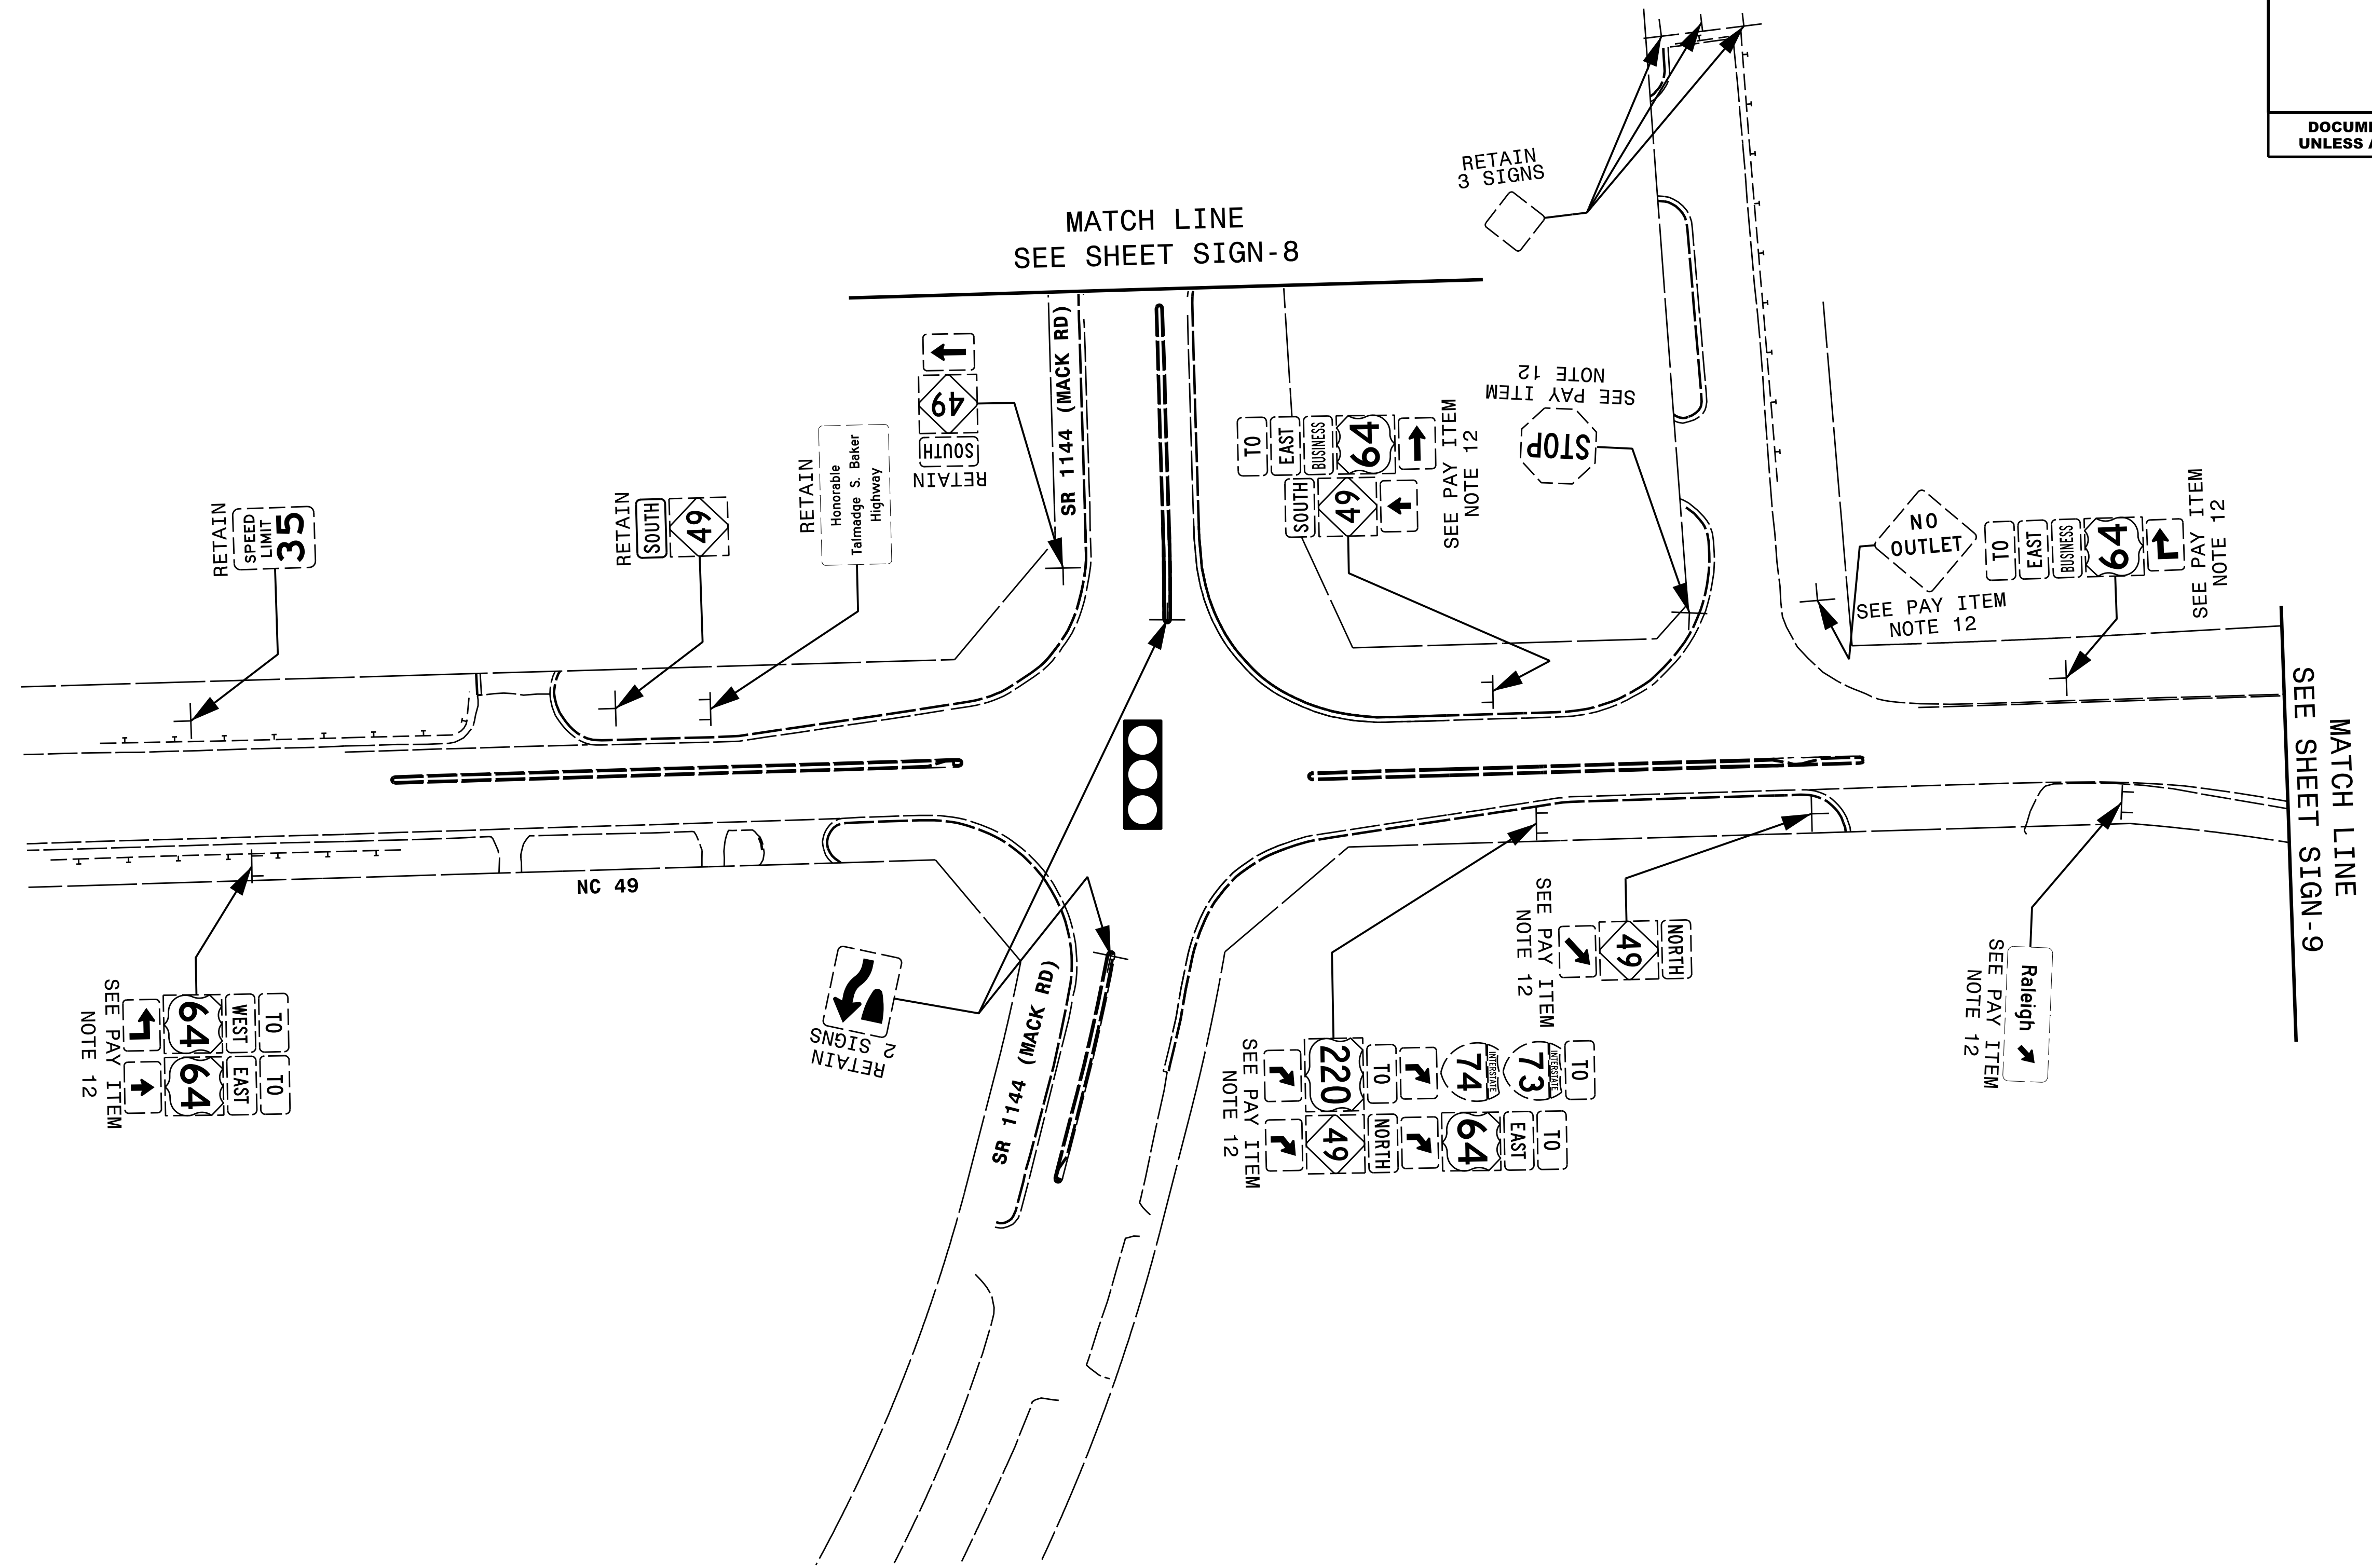 DOCUM
UNLESS A
RETAIN
3 SIGNS
MATCH LINE
SEE SHEET SIGN-8
SR 1144 (MACK RD)
49
SOUTH
RETAIN
RETAIN
Honorable
Talmadge S. Baker
Highway
RETAIN
SOUTH
49
RETAIN
SPEED
LIMIT
35
TO
EAST
BUSINESS
64
SOUTH
49
SEE PAY ITEM
NOTE 12
SEE PAY ITEM
NOTE 12
STOP
NO
OUTLET
SEE PAY ITEM
NOTE 12
TO
EAST
BUSINESS
64
SEE PAY ITEM
NOTE 12
MATCH LINE
SEE SHEET SIGN-9
NC 49
TO
WEST
64
TO
EAST
64
SEE PAY ITEM
NOTE 12
RETAIN
2 SIGNS
SR 1144 (MACK RD)
NORTH
49
SEE PAY ITEM
NOTE 12
TO
INTERSTATE
73
INTERSTATE
74
TO
220
TO
EAST
64
NORTH
49
SEE PAY ITEM
NOTE 12
Raleigh
SEE PAY ITEM
NOTE 12